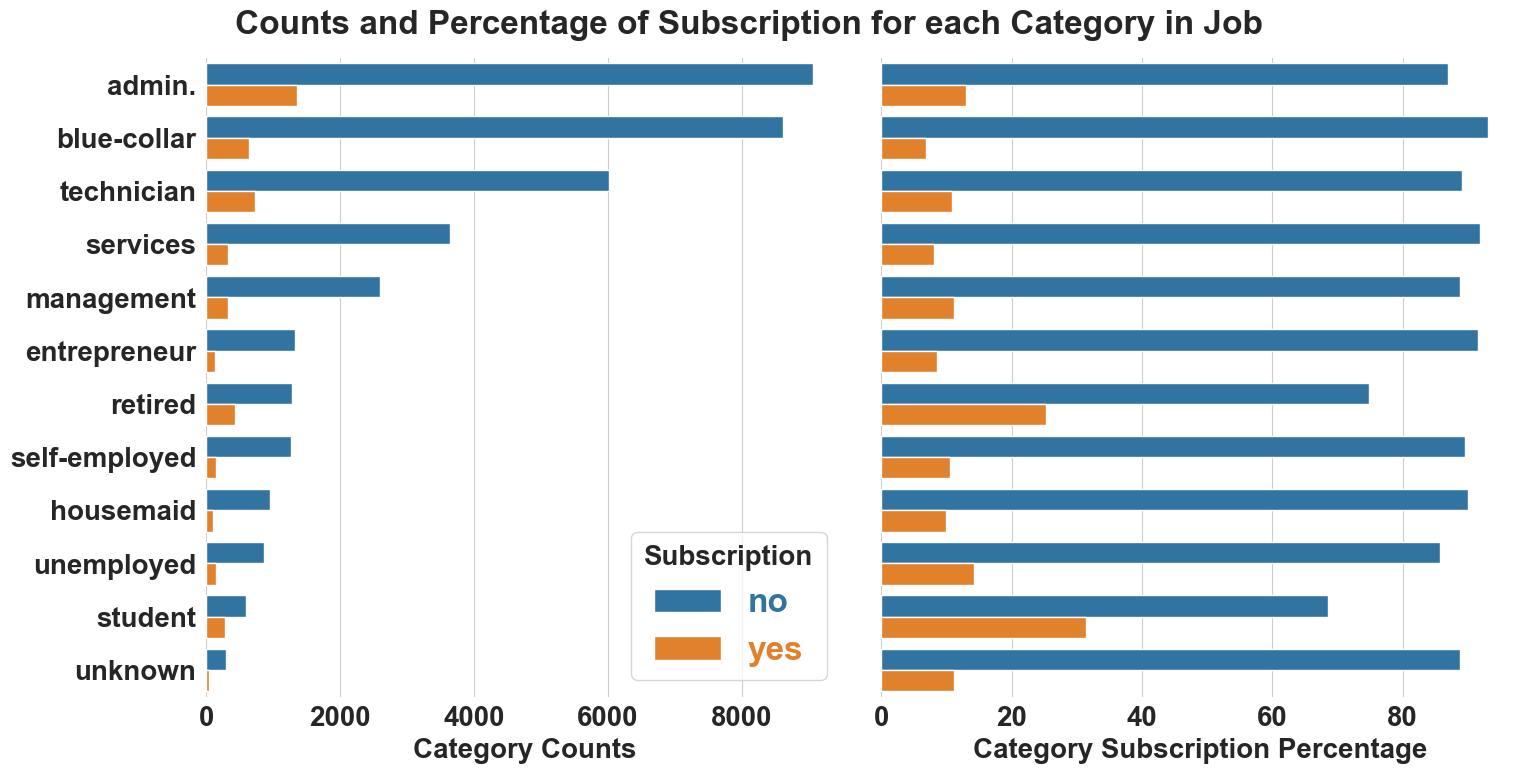 Counts and Percentage of Subscription for each Category in Job
admin.
blue-collar
technician
services
management
entrepreneur
retired
self-employed
housemaid
unemployed
student
unknown
Subscription
no
yes
0 2000 4000 6000 8000
Category Counts
0 20 40 60 80
Category Subscription Percentage